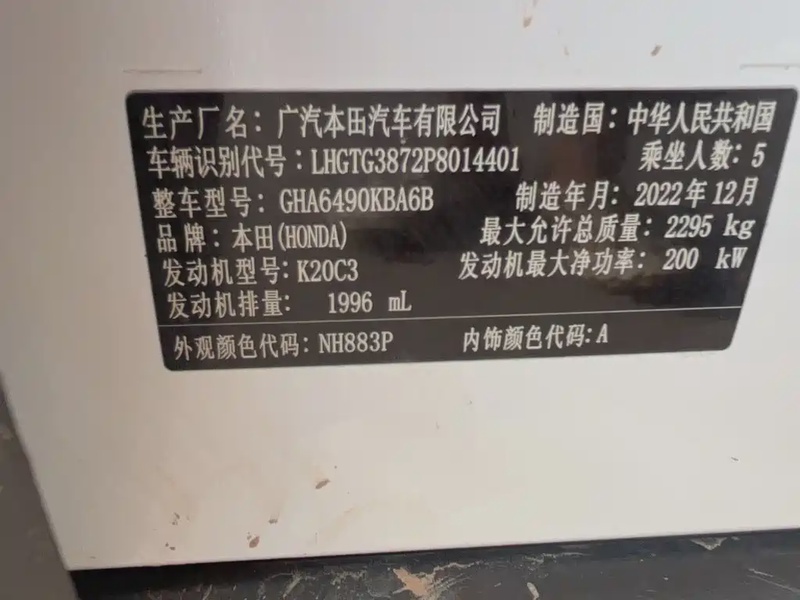 生产厂名：广汽本田汽车有限公司 制造国：中华人民共和国
车辆识别代号：LHGTG3872P8014401 乘坐人数：5
整车型号：GHA6490KBA6B 制造年月：2022年12月
品牌：本田(HONDA) 最大允许总质量：2295 kg
发动机型号：K20C3 发动机最大净功率：200 kW
发动机排量：1996 mL
外观颜色代码：NH883P 内饰颜色代码：A